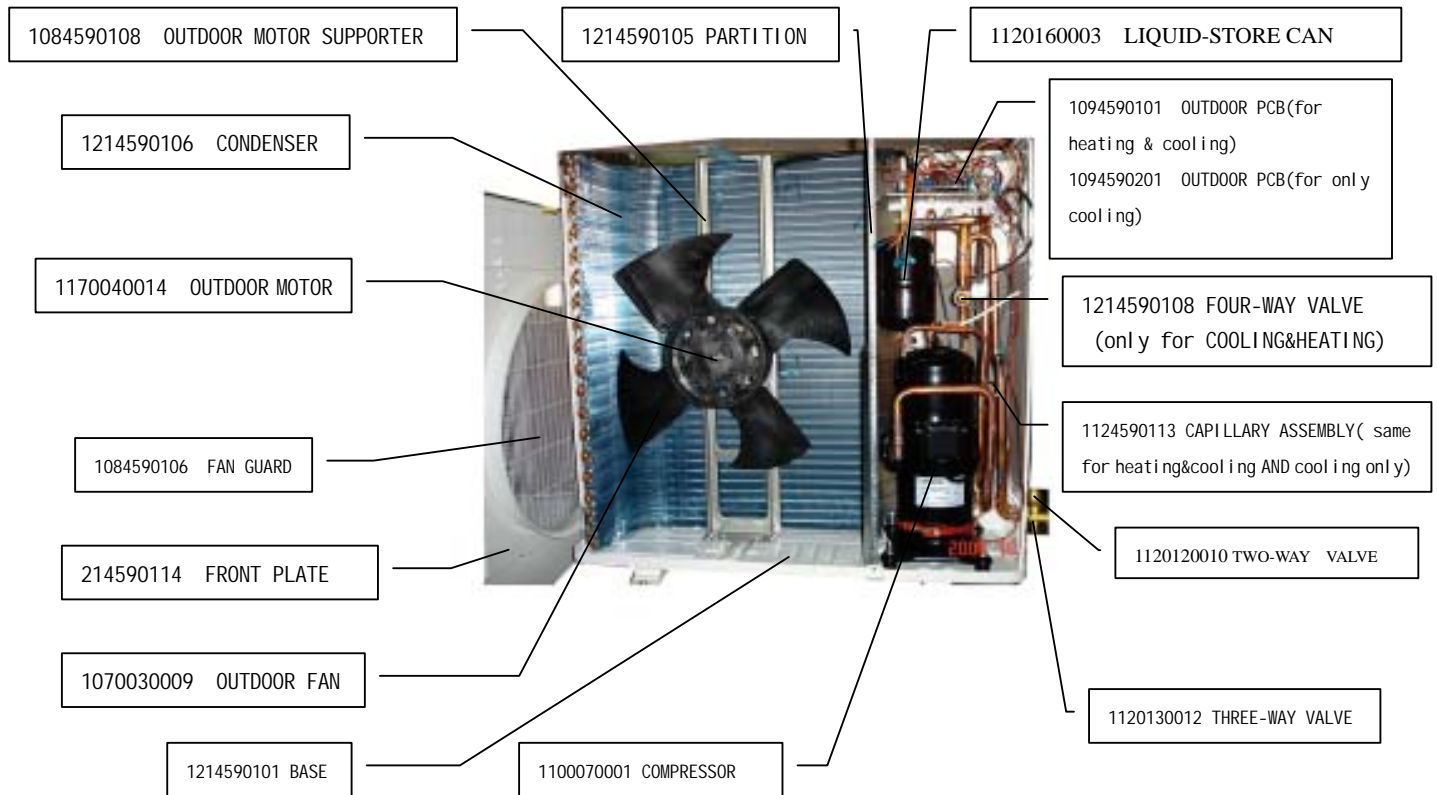 1084590108 OUTDOOR MOTOR SUPPORTER
1214590105 PARTITION
1120160003 LIQUID-STORE CAN
1094590101 OUTDOOR PCB(for
heating & cooling)
1094590201 OUTDOOR PCB(for only
cooling)
1214590106 CONDENSER
1170040014 OUTDOOR MOTOR
1214590108 FOUR-WAY VALVE
(only for COOLING&HEATING)
1084590106 FAN GUARD
1124590113 CAPILLARY ASSEMBLY( same
for heating&cooling AND cooling only)
214590114 FRONT PLATE
1120120010 TWO-WAY VALVE
1070030009 OUTDOOR FAN
1120130012 THREE-WAY VALVE
1214590101 BASE
1100070001 COMPRESSOR